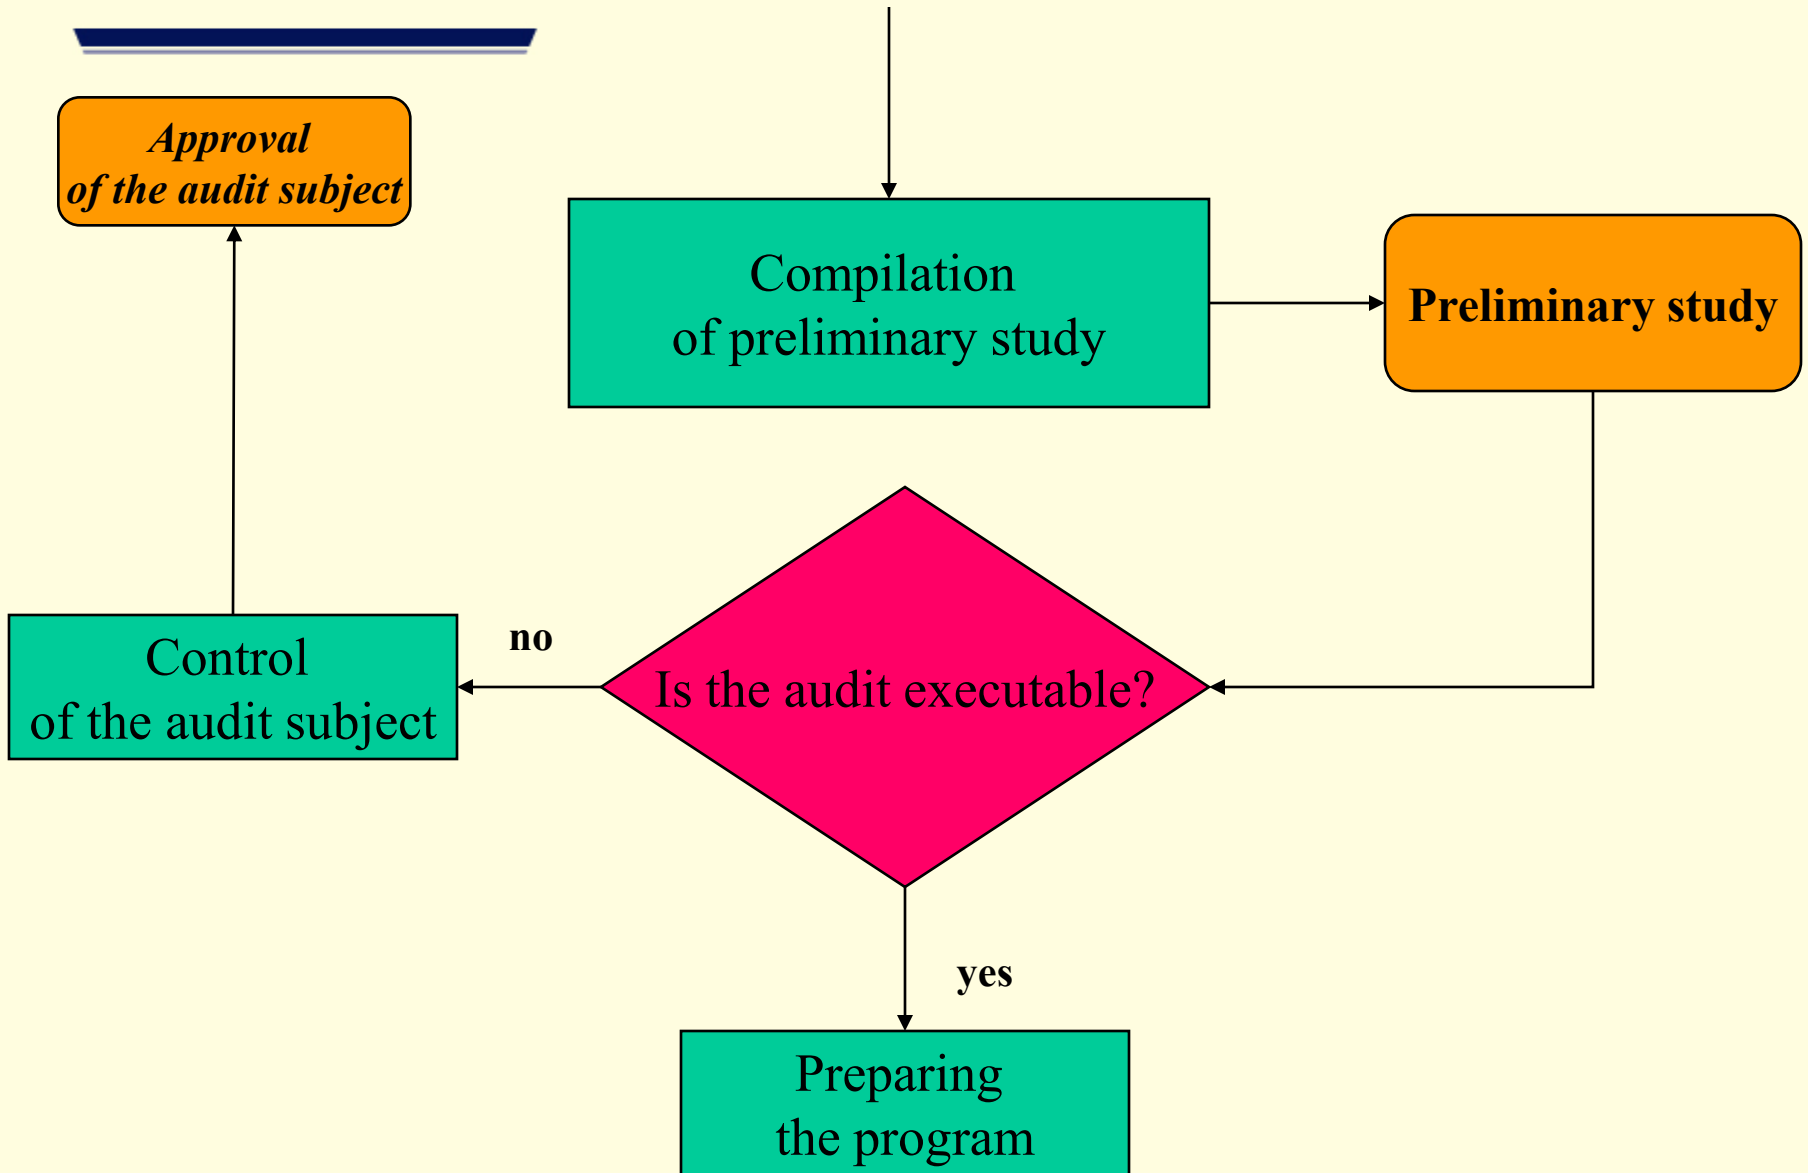 Approval
of the audit subject
Compilation
of preliminary study
Preliminary study
Control
of the audit subject
no
Is the audit executable?
yes
Preparing
the program